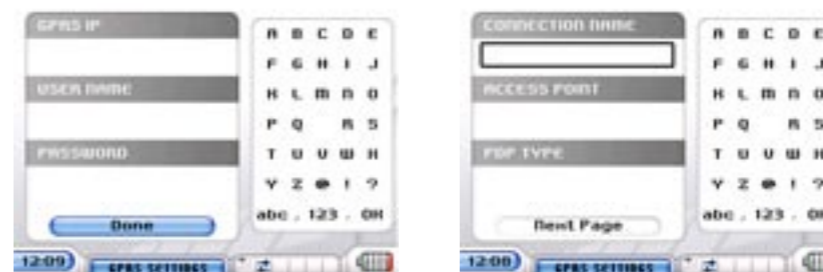 GPRS IP
USER NAME
PASSWORD
Done
A B C D E
F G H I J
K L M N O
P Q R S
T U V W X
Y Z @ ! ?
abc , 123 . OK
12:09
GPRS SETTINGS
CONNECTION NAME
ACCESS POINT
PDP TYPE
Next Page
A B C D E
F G H I J
K L M N O
P Q R S
T U V W X
Y Z @ ! ?
abc , 123 . OK
12:08
GPRS SETTINGS